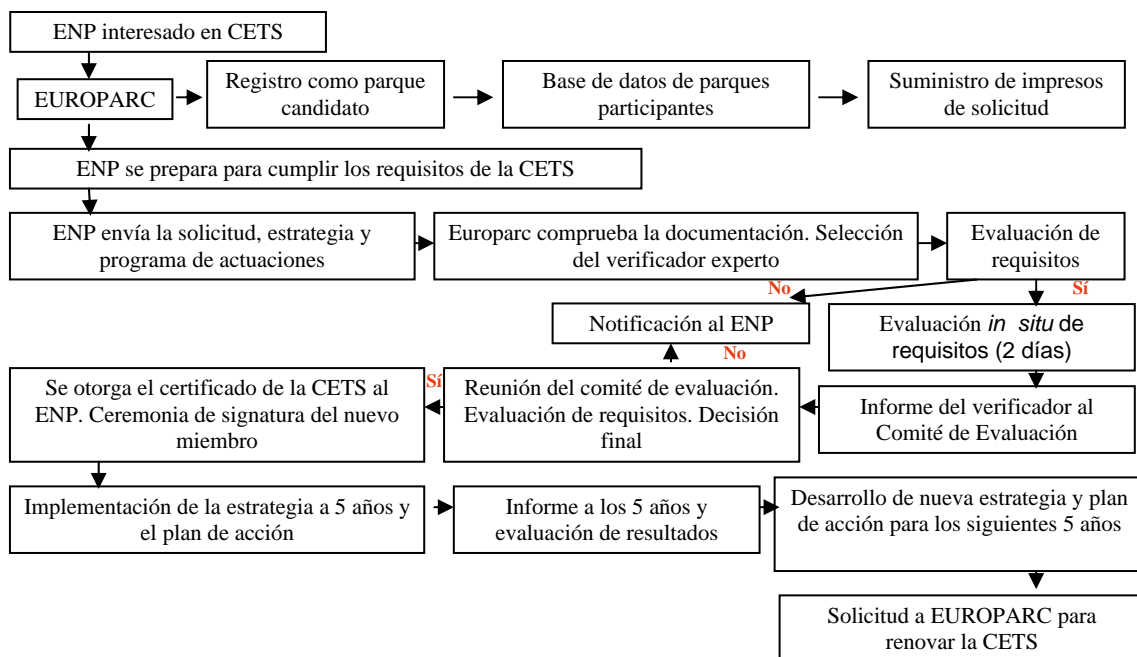 ENP interesado en CETS
EUROPARC
Registro como parque
candidato
Base de datos de parques
participantes
Suministro de impresos
de solicitud
ENP se prepara para cumplir los requisitos de la CETS
ENP envía la solicitud, estrategia y
programa de actuaciones
Europarc comprueba la documentación. Selección
del verificador experto
Evaluación de
requisitos
No
Sí
Notificación al ENP
Evaluación in situ de
requisitos (2 días)
No
Se otorga el certificado de la CETS al
ENP. Ceremonia de signatura del nuevo
miembro
Sí
Reunión del comité de evaluación.
Evaluación de requisitos. Decisión
final
Informe del verificador al
Comité de Evaluación
Implementación de la estrategia a 5 años y
el plan de acción
Informe a los 5 años y
evaluación de resultados
Desarrollo de nueva estrategia y plan
de acción para los siguientes 5 años
Solicitud a EUROPARC para
renovar la CETS